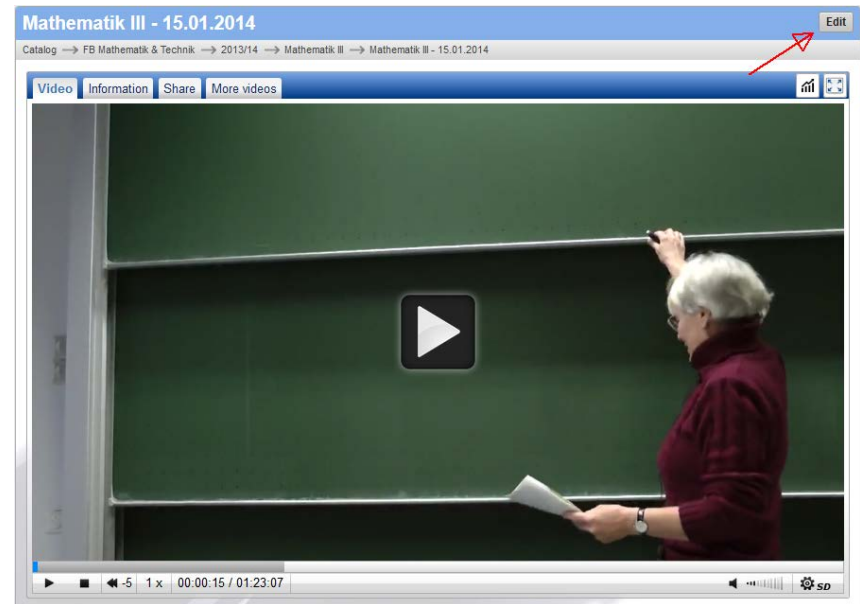 Mathematik III - 15.01.2014 Edit
Catalog → FB Mathematik & Technik → 2013/14 → Mathematik III → Mathematik III - 15.01.2014
Video Information Share More videos
-5 1 x 00:00:15 / 01:23:07 SD